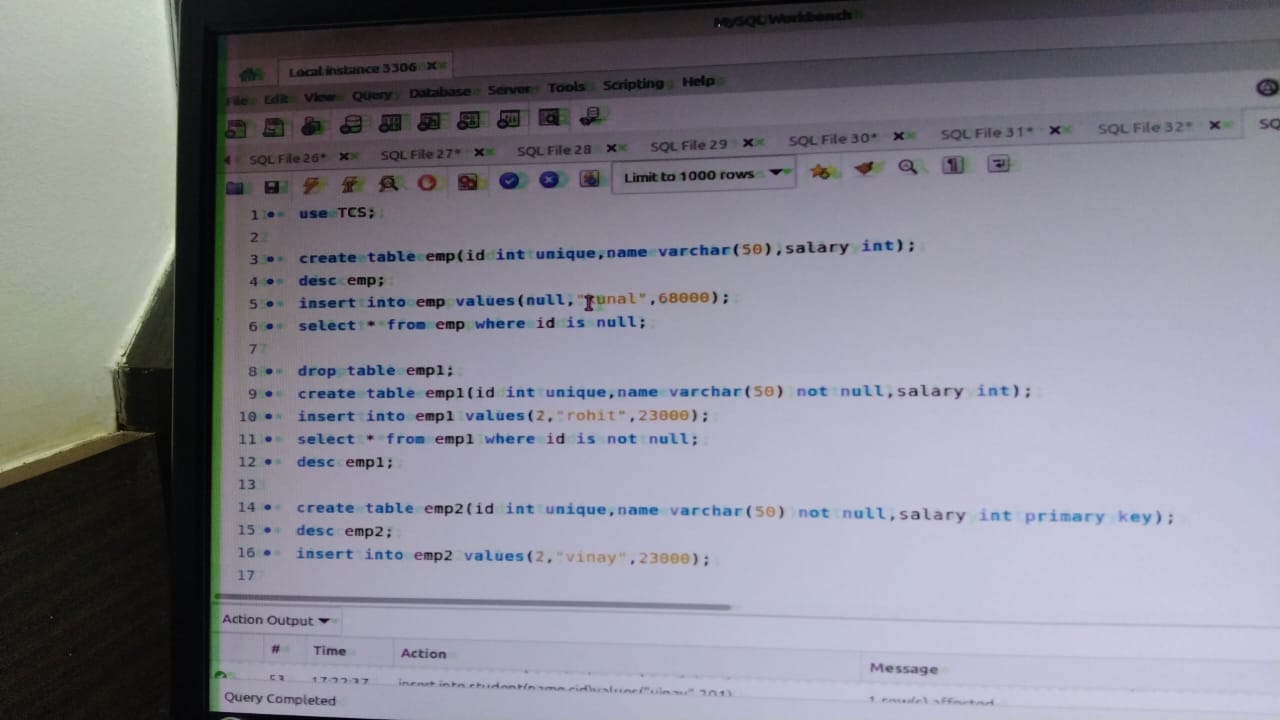 MySQL Workbench
Local instance 3306
File Edit View Query Database Server Tools Scripting Help
SQL File 26* SQL File 27* SQL File 28 SQL File 29 SQL File 30* SQL File 31* SQL File 32* SQ
Limit to 1000 rows
1 use TCS;
2
3 create table emp(id int unique,name varchar(50),salary int);
4 desc emp;
5 insert into emp values(null,"kunal",68000);
6 select * from emp where id is null;
7
8 drop table emp1;
9 create table emp1(id int unique,name varchar(50) not null,salary int);
10 insert into emp1 values(2,"rohit",23000);
11 select * from emp1 where id is not null;
12 desc emp1;
13
14 create table emp2(id int unique,name varchar(50) not null,salary int primary key);
15 desc emp2;
16 insert into emp2 values(2,"vinay",23000);
17
Action Output
# Time Action Message
53 17:22:37 insert into student(name,cid)values("vinay",201) 1 row(s) affected
Query Completed